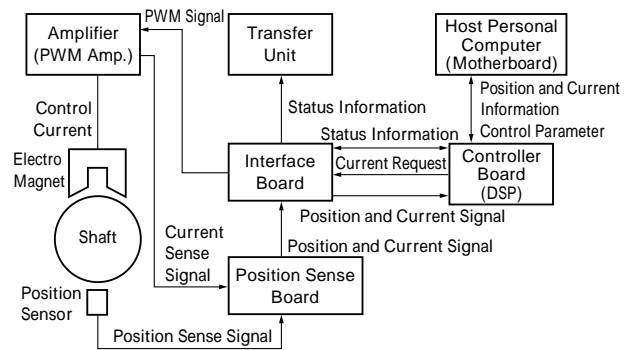 Amplifier
(PWM Amp.)
PWM Signal
Transfer
Unit
Host Personal
Computer
(Motherboard)
Control
Current
Status Information
Position and Current
Information
Control Parameter
Status Information
Electro
Magnet
Interface
Board
Current Request
Controller
Board
(DSP)
Position and Current Signal
Shaft
Current
Sense
Signal
Position and Current Signal
Position Sense
Board
Position
Sensor
Position Sense Signal